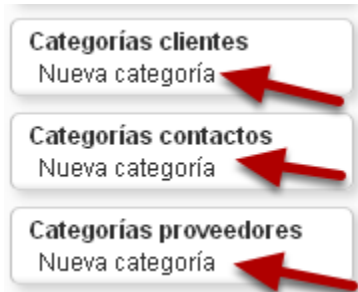 Categorías clientes
Nueva categoría
Categorías contactos
Nueva categoría
Categorías proveedores
Nueva categoría